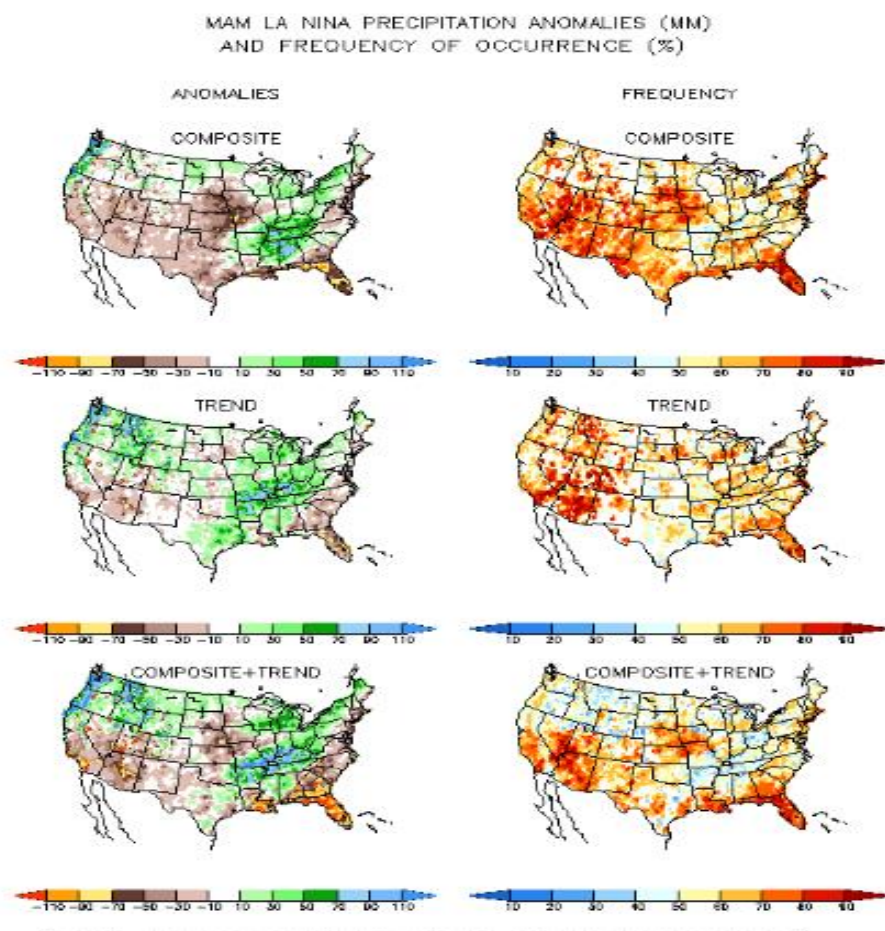 MAM LA NINA PRECIPITATION ANOMALIES (MM)
AND FREQUENCY OF OCCURRENCE (%)
ANOMALIES
FREQUENCY
COMPOSITE
COMPOSITE
-110 -90 -70 -50 -30 -10 10 30 50 70 90 110
10 20 30 40 50 60 70 80 90
TREND
TREND
-110 -90 -70 -50 -30 -10 10 30 50 70 90 110
10 20 30 40 50 60 70 80 90
COMPOSITE+TREND
COMPOSITE+TREND
-110 -90 -70 -50 -30 -10 10 30 50 70 90 110
10 20 30 40 50 60 70 80 90